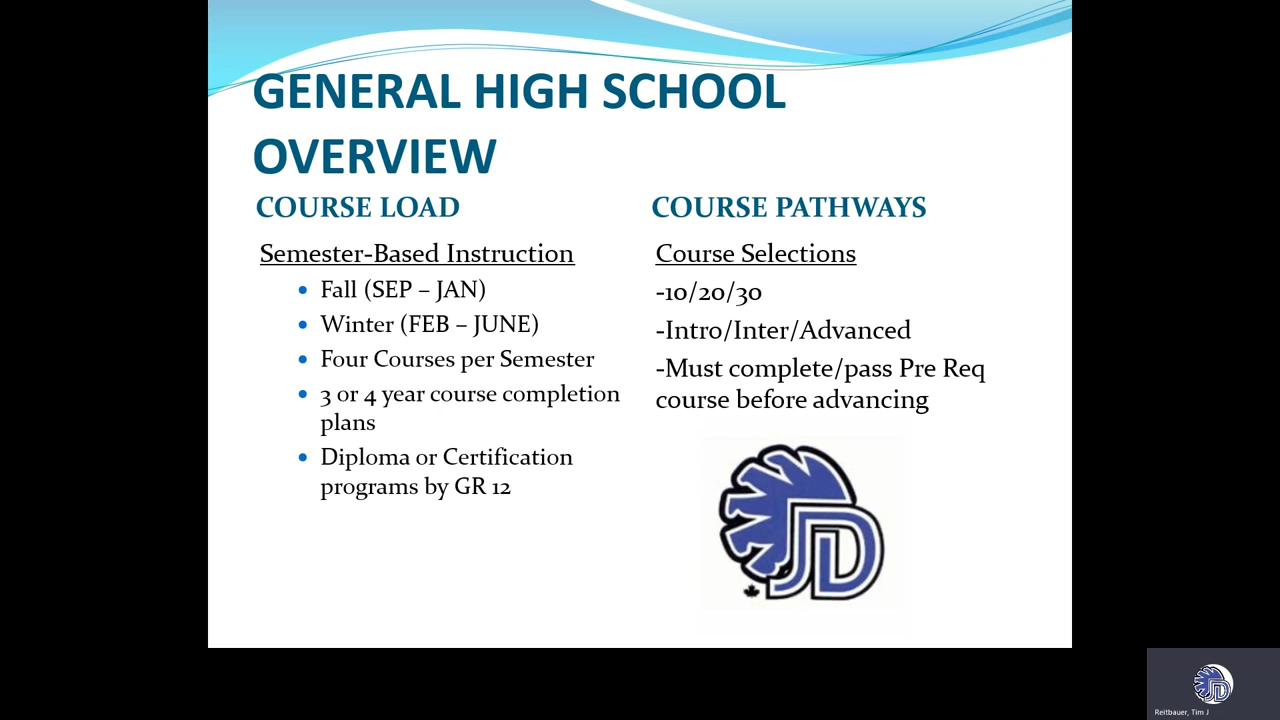 GENERAL HIGH SCHOOL
OVERVIEW
COURSE LOAD
Semester-Based Instruction
• Fall (SEP – JAN)
• Winter (FEB – JUNE)
• Four Courses per Semester
• 3 or 4 year course completion
plans
• Diploma or Certification
programs by GR 12
COURSE PATHWAYS
Course Selections
-10/20/30
-Intro/Inter/Advanced
-Must complete/pass Pre Req
course before advancing
JD
JD
Reitbauer, Tim J